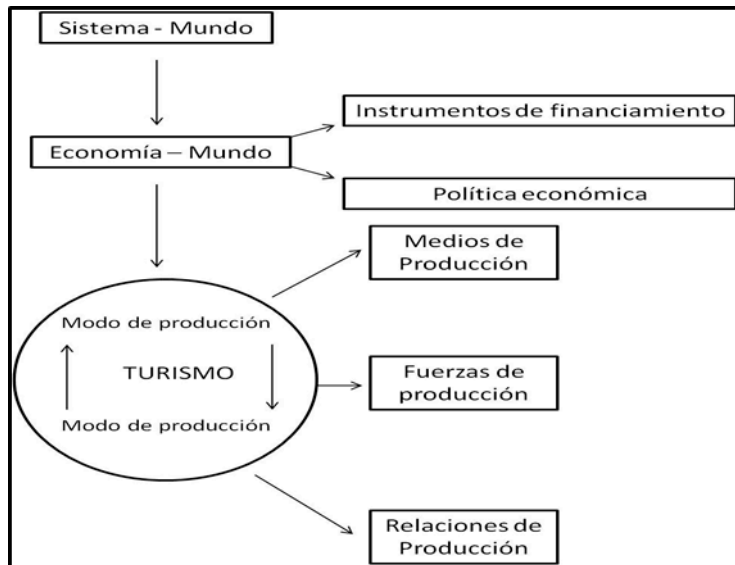 Sistema - Mundo
Instrumentos de financiamiento
Economía – Mundo
Política económica
Medios de
Producción
Modo de producción
TURISMO
Fuerzas de
producción
Modo de producción
Relaciones de
Producción